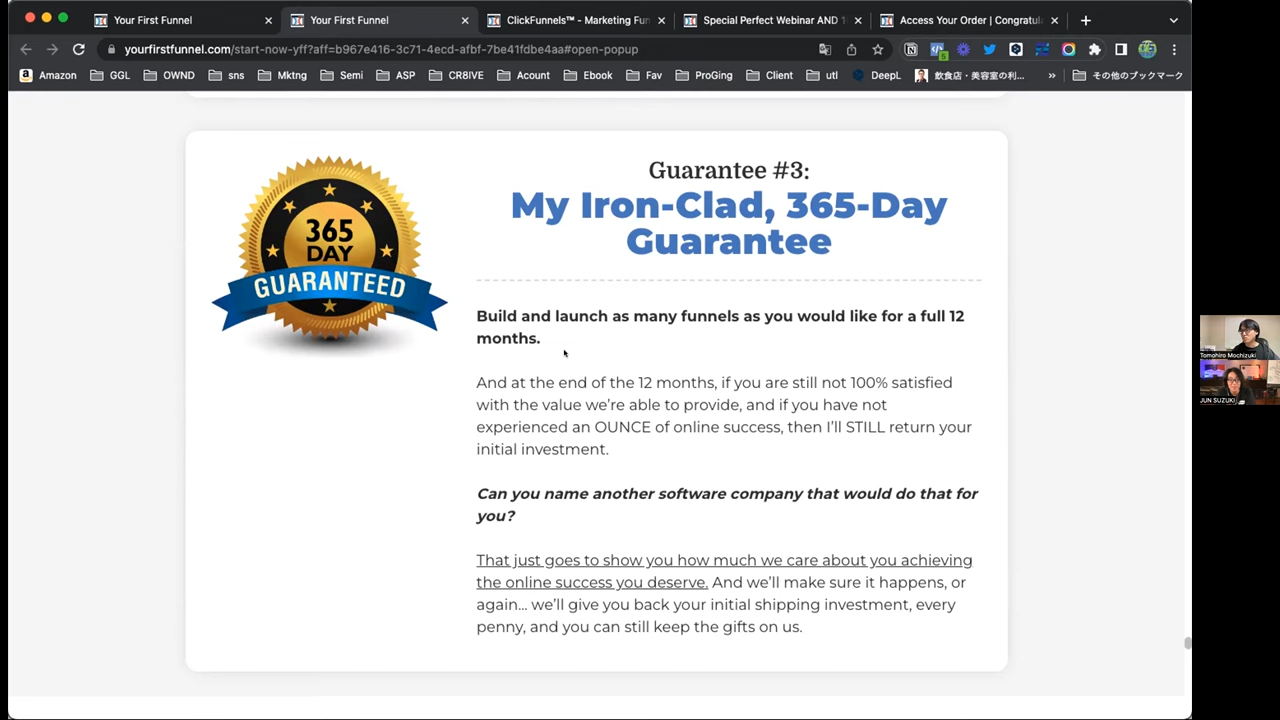 Your First Funnel
Your First Funnel
ClickFunnels™ - Marketing Fun
Special Perfect Webinar AND 1
Access Your Order | Congratula
yourfirstfunnel.com/start-now-yff?aff=b967e416-3c71-4ecd-afbf-7be41fdbe4aa#open-popup
Amazon
GGL
OWND
sns
Mktng
Semi
ASP
CR8IVE
Acount
Ebook
Fav
ProGing
Client
utl
DeepL
飲食店・美容室の利...
その他のブックマーク
365
DAY
GUARANTEED
Guarantee #3:
My Iron-Clad, 365-Day
Guarantee
Build and launch as many funnels as you would like for a full 12
months.
And at the end of the 12 months, if you are still not 100% satisfied
with the value we’re able to provide, and if you have not
experienced an OUNCE of online success, then I’ll STILL return your
initial investment.
Can you name another software company that would do that for
you?
That just goes to show you how much we care about you achieving
the online success you deserve. And we’ll make sure it happens, or
again... we’ll give you back your initial shipping investment, every
penny, and you can still keep the gifts on us.
Tomohiro Mochizuki
JUN SUZUKI